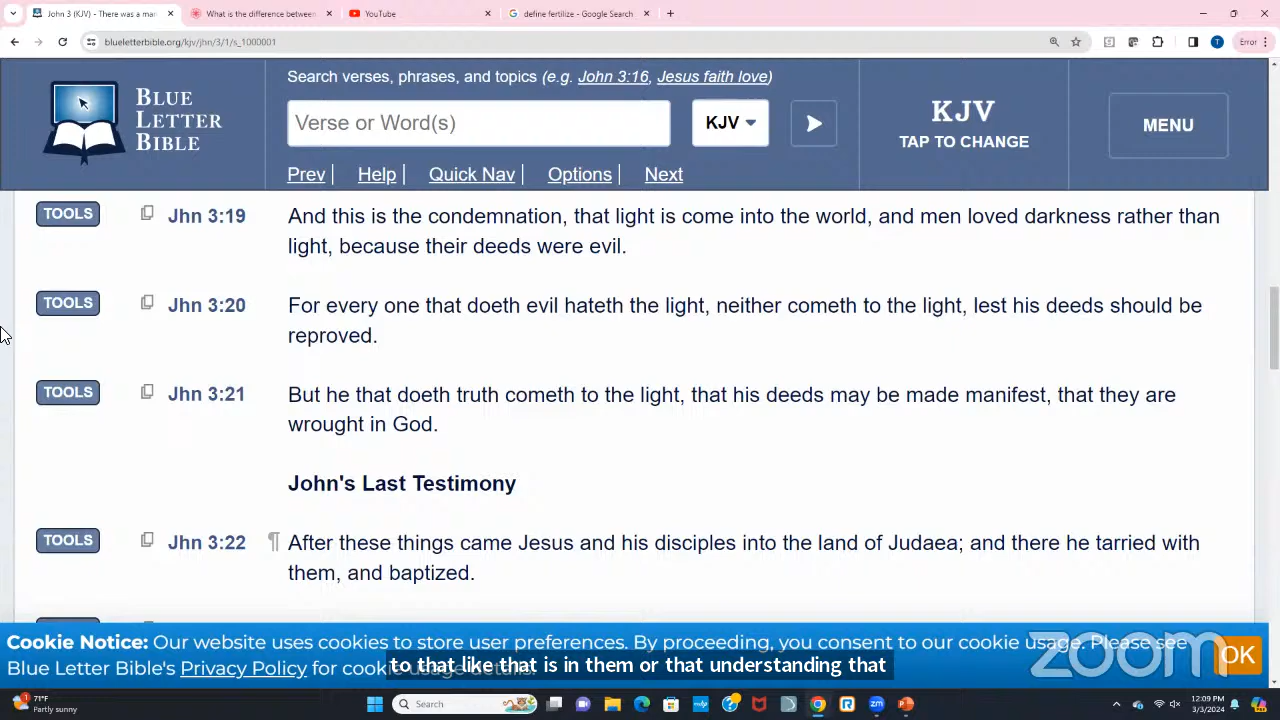 John 3 (KJV) - There was a ma
What is the difference between
YouTube
define fertilize - Google Search
blueletterbible.org/kjv/jhn/3/1/s_1000001
Error
BLUE
LETTER
BIBLE
Search verses, phrases, and topics (e.g. John 3:16, Jesus faith love)
Verse or Word(s)
KJV
KJV
TAP TO CHANGE
MENU
Prev | Help | Quick Nav | Options | Next
TOOLS Jhn 3:19 And this is the condemnation, that light is come into the world, and men loved darkness rather than
light, because their deeds were evil.
TOOLS Jhn 3:20 For every one that doeth evil hateth the light, neither cometh to the light, lest his deeds should be
reproved.
TOOLS Jhn 3:21 But he that doeth truth cometh to the light, that his deeds may be made manifest, that they are
wrought in God.
John's Last Testimony
TOOLS Jhn 3:22 ¶ After these things came Jesus and his disciples into the land of Judaea; and there he tarried with
them, and baptized.
Cookie Notice: Our website uses cookies to store user preferences. By proceeding, you consent to our cookie usage. Please see
Blue Letter Bible's Privacy Policy for cookie usage details.
to that like that is in them or that understanding that
OK
zoom
71°F
Partly sunny
Search
12:09 PM
3/3/2024